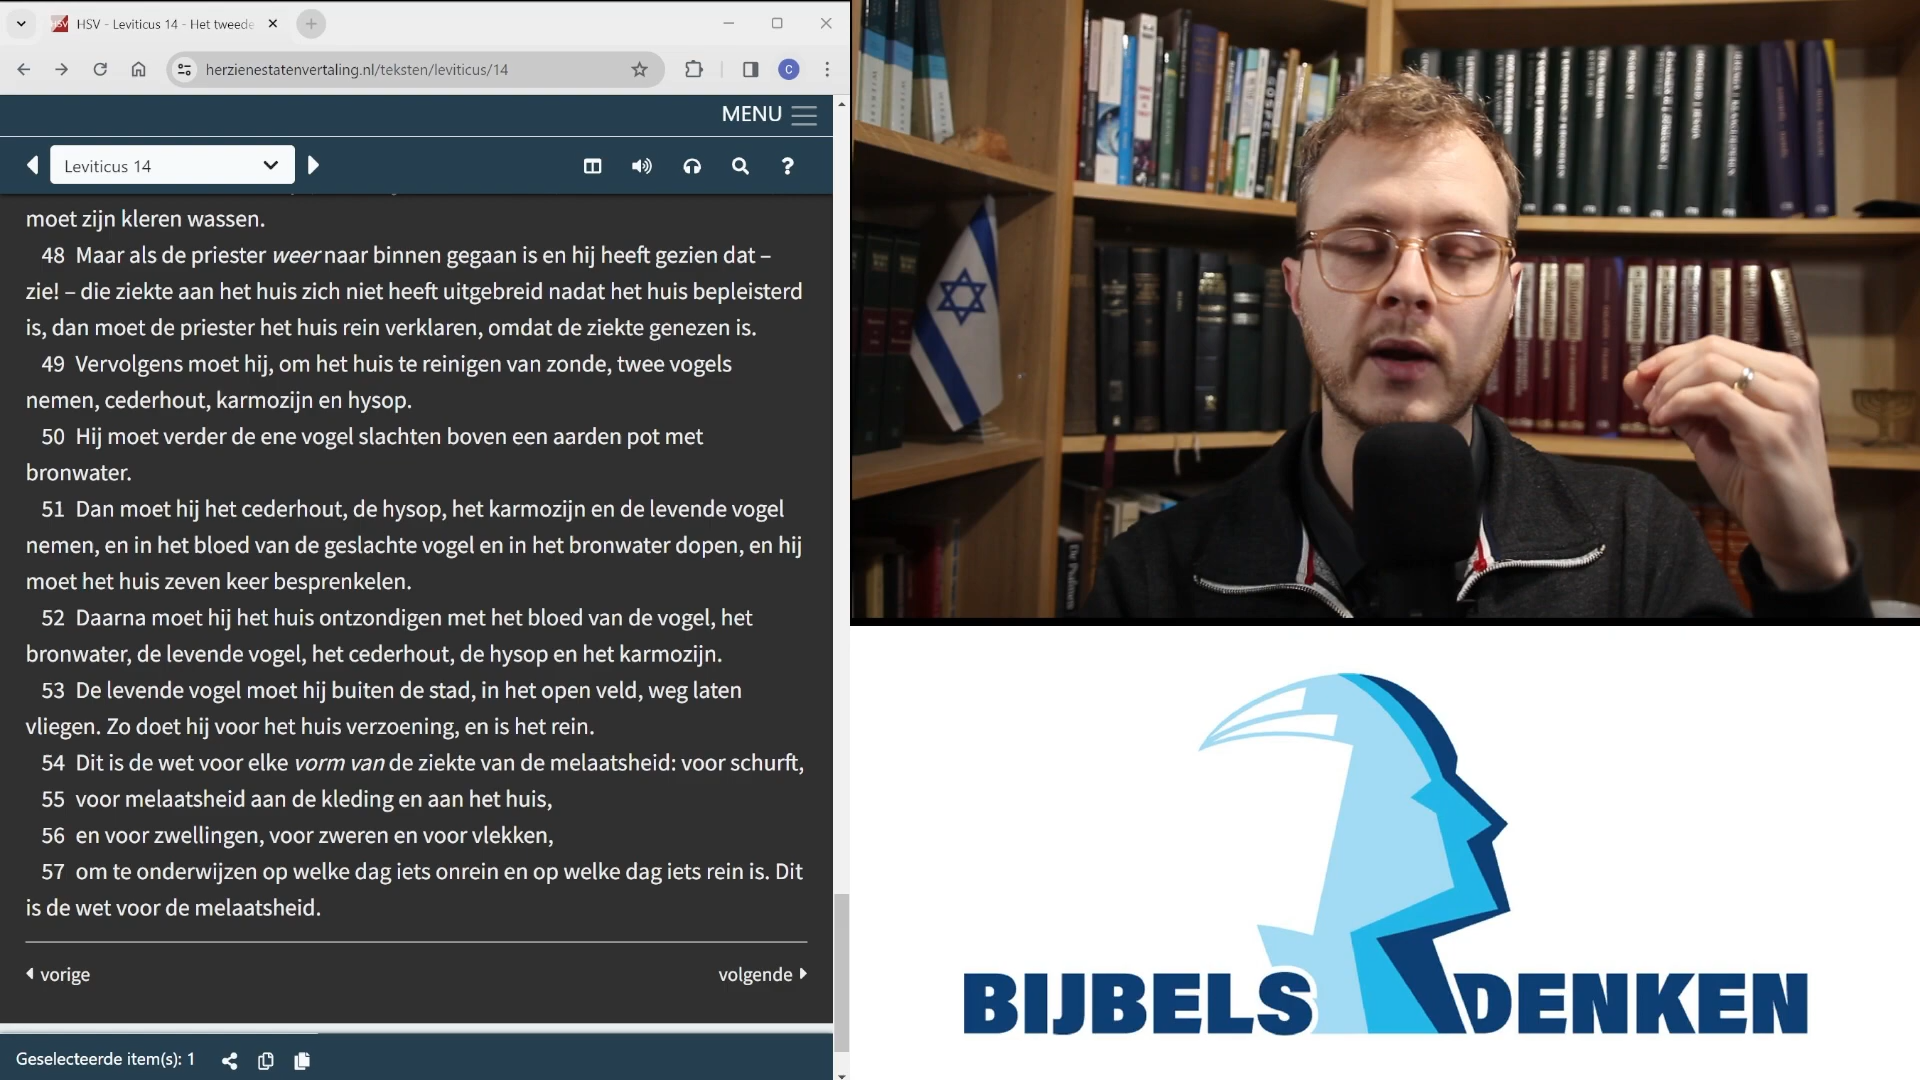 HSV - Leviticus 14 - Het tweede
herzienestatenvertaling.nl/teksten/leviticus/14
C
MENU
Leviticus 14
moet zijn kleren wassen.
48 Maar als de priester weer naar binnen gegaan is en hij heeft gezien dat –
zie! – die ziekte aan het huis zich niet heeft uitgebreid nadat het huis bepleisterd
is, dan moet de priester het huis rein verklaren, omdat de ziekte genezen is.
49 Vervolgens moet hij, om het huis te reinigen van zonde, twee vogels
nemen, cederhout, karmozijn en hysop.
50 Hij moet verder de ene vogel slachten boven een aarden pot met
bronwater.
51 Dan moet hij het cederhout, de hysop, het karmozijn en de levende vogel
nemen, en in het bloed van de geslachte vogel en in het bronwater dopen, en hij
moet het huis zeven keer besprenkelen.
52 Daarna moet hij het huis ontzondigen met het bloed van de vogel, het
bronwater, de levende vogel, het cederhout, de hysop en het karmozijn.
53 De levende vogel moet hij buiten de stad, in het open veld, weg laten
vliegen. Zo doet hij voor het huis verzoening, en is het rein.
54 Dit is de wet voor elke vorm van de ziekte van de melaatsheid: voor schurft,
55 voor melaatsheid aan de kleding en aan het huis,
56 en voor zwellingen, voor zweren en voor vlekken,
57 om te onderwijzen op welke dag iets onrein en op welke dag iets rein is. Dit
is de wet voor de melaatsheid.
vorige
volgende
Geselecteerde item(s): 1
BIJBELS DENKEN